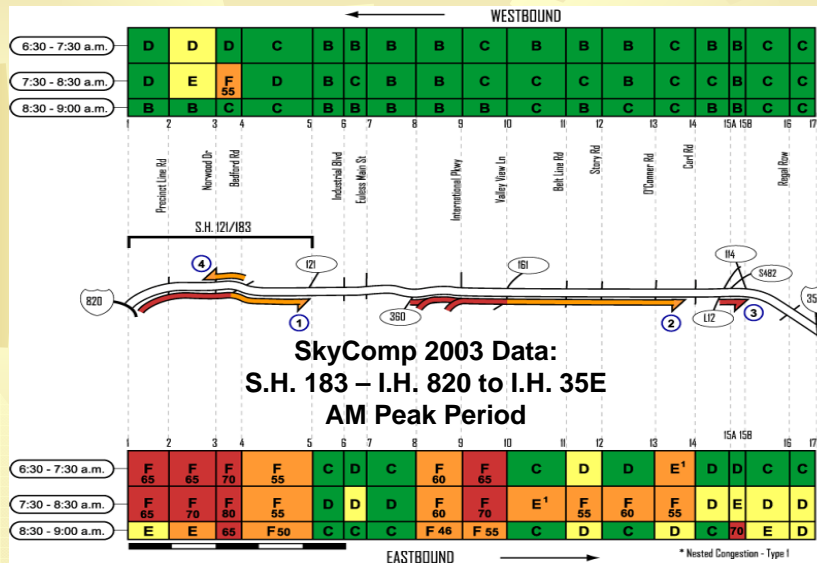 WESTBOUND
6:30 - 7:30 a.m. D D D C B B B B C B B B C B B C C
7:30 - 8:30 a.m. D E F 55 D B C B B C B B B C B B C C
8:30 - 9:00 a.m. B B C C B B B B B C B C C B B C C
1 2 3 4 5 6 7 8 9 10 11 12 13 14 15A 15B 16 17
Precinct Line Rd
Norwood Dr
Bedford Rd
Industrial Blvd
Euless Main St
International Pkwy
Valley View Ln
Belt Line Rd
Story Rd
O'Conner Rd
Carl Rd
Regal Row
S.H. 121/183
4
121
161
114
S482
820
1
360
2
L12
3
35
SkyComp 2003 Data:
S.H. 183 – I.H. 820 to I.H. 35E
AM Peak Period
1 2 3 4 5 6 7 8 9 10 11 12 13 14 15A 15B 16 17
6:30 - 7:30 a.m. F 65 F 65 F 70 F 55 C D C F 60 F 65 C D D E¹ D D C C
7:30 - 8:30 a.m. F 65 F 70 F 80 F 55 D D D F 60 F 70 E¹ F 55 F 60 F 55 D E D D
8:30 - 9:00 a.m. E E 65 F 50 C C C F 46 F 55 C D C D C 70 E D
EASTBOUND
* Nested Congestion - Type 1